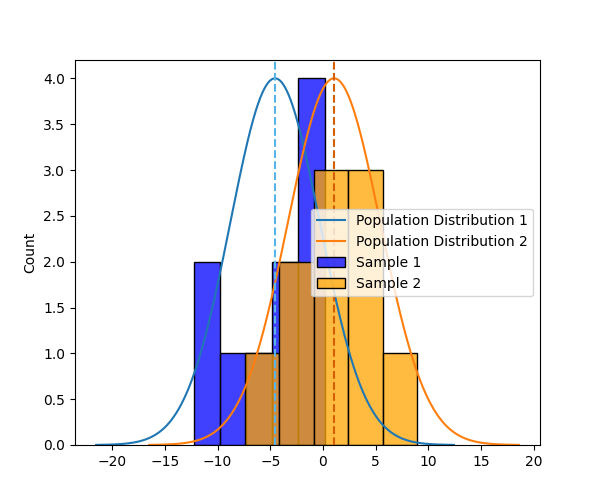 4.0
3.5
3.0
2.5
2.0
1.5
1.0
0.5
0.0
Count
Population Distribution 1
Population Distribution 2
Sample 1
Sample 2
−20 −15 −10 −5 0 5 10 15 20